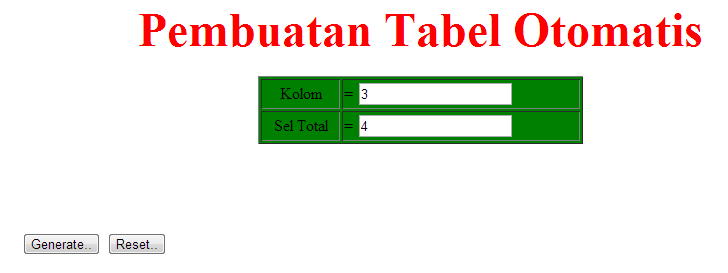 Pembuatan Tabel Otomatis
Kolom = 3
Sel Total = 4
Generate.. Reset..